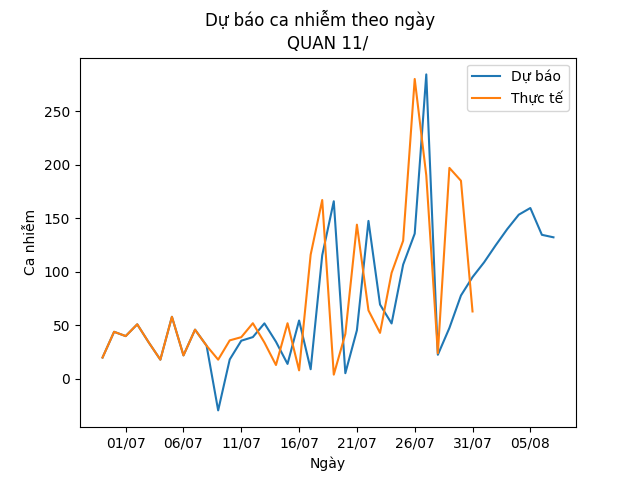 Dự báo ca nhiễm theo ngày
QUAN 11/
Dự báo
Thực tế
Ca nhiễm
250
200
150
100
50
0
01/07 06/07 11/07 16/07 21/07 26/07 31/07 05/08
Ngày